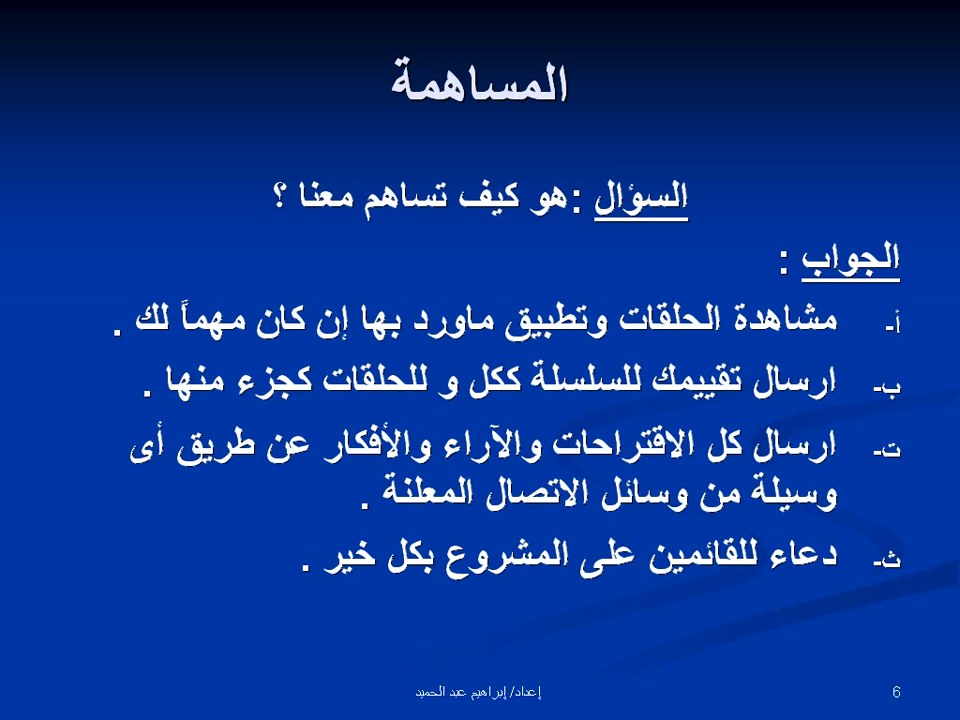 المساهمة
السؤال :هو كيف تساهم معنا ؟
الجواب :
أ- مشاهدة الحلقات وتطبيق ماورد بها إن كان مهماً لك .
ب- ارسال تقييمك للسلسلة ككل و للحلقات كجزء منها .
ت- ارسال كل الاقتراحات والآراء والأفكار عن طريق أى
وسيلة من وسائل الاتصال المعلنة .
ث- دعاء للقائمين على المشروع بكل خير .
إعداد/ إبراهيم عبد الحميد
6